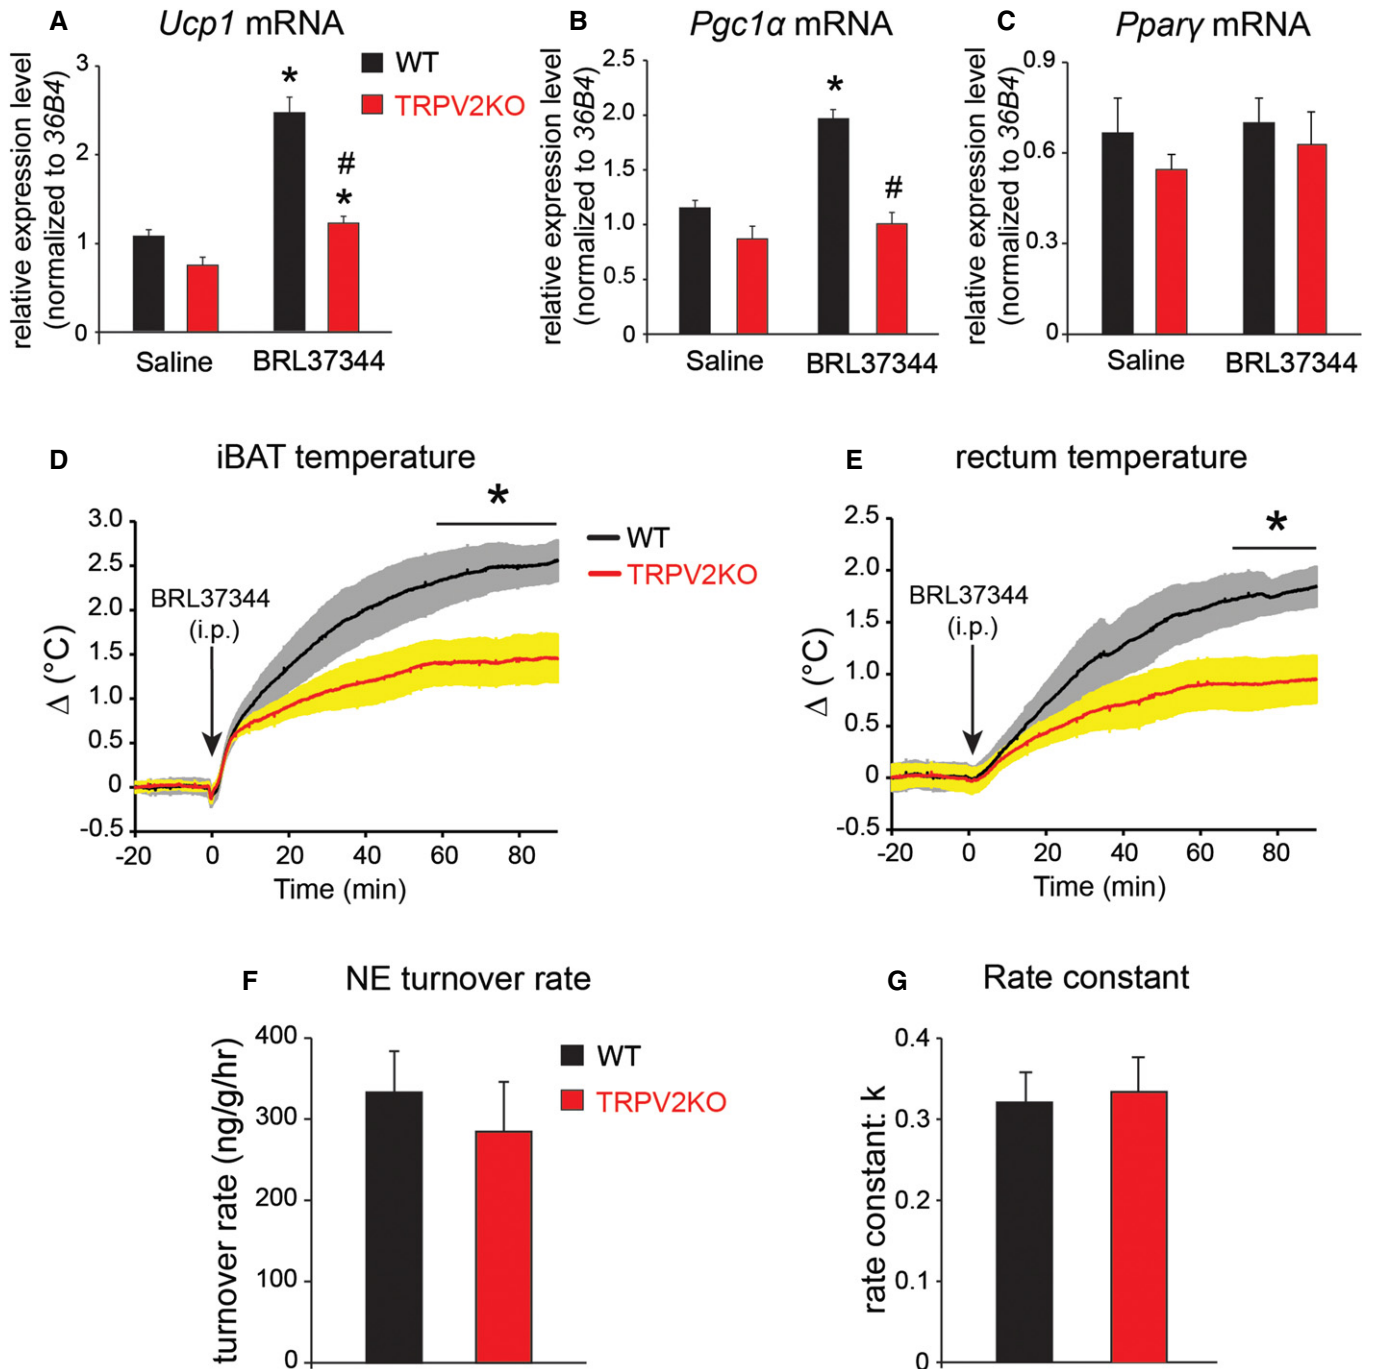 A
Ucp1 mRNA
relative expression level
(normalized to 36B4)
3
2
1
0
*
#
*
WT
TRPV2KO
Saline
BRL37344
B
Pgc1α mRNA
relative expression level
(normalized to 36B4)
2.5
2.0
1.5
1.0
0.5
0
*
#
Saline
BRL37344
C
Pparγ mRNA
relative expression level
(normalized to 36B4)
0.9
0.6
0.3
0
Saline
BRL37344
D
iBAT temperature
Δ (°C)
3.0
2.5
2.0
1.5
1.0
0.5
0
-0.5
BRL37344
(i.p.)
*
WT
TRPV2KO
-20
0
20
40
60
80
Time (min)
E
rectum temperature
Δ (°C)
2.5
2.0
1.5
1.0
0.5
0
-0.5
BRL37344
(i.p.)
*
-20
0
20
40
60
80
Time (min)
F
NE turnover rate
turnover rate (ng/g/hr)
400
300
200
100
0
WT
TRPV2KO
G
Rate constant
rate constant: k
0.4
0.3
0.2
0.1
0